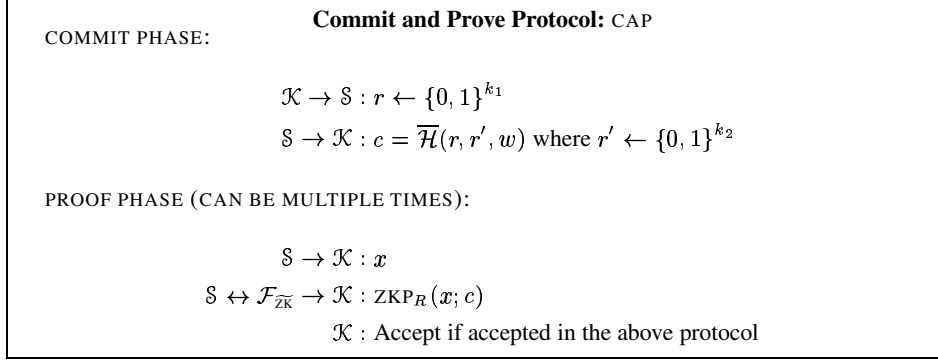 Commit and Prove Protocol: CAP
COMMIT PHASE:
𝒦 → 𝒮 : r ← {0, 1}^{k_1}
𝒮 → 𝒦 : c = \overline{ℋ}(r, r′, w) where r′ ← {0, 1}^{k_2}
PROOF PHASE (CAN BE MULTIPLE TIMES):
𝒮 → 𝒦 : x
𝒮 ↔ ℱ_{\widetilde{ZK}} → 𝒦 : ZKP_R(x; c)
𝒦 : Accept if accepted in the above protocol